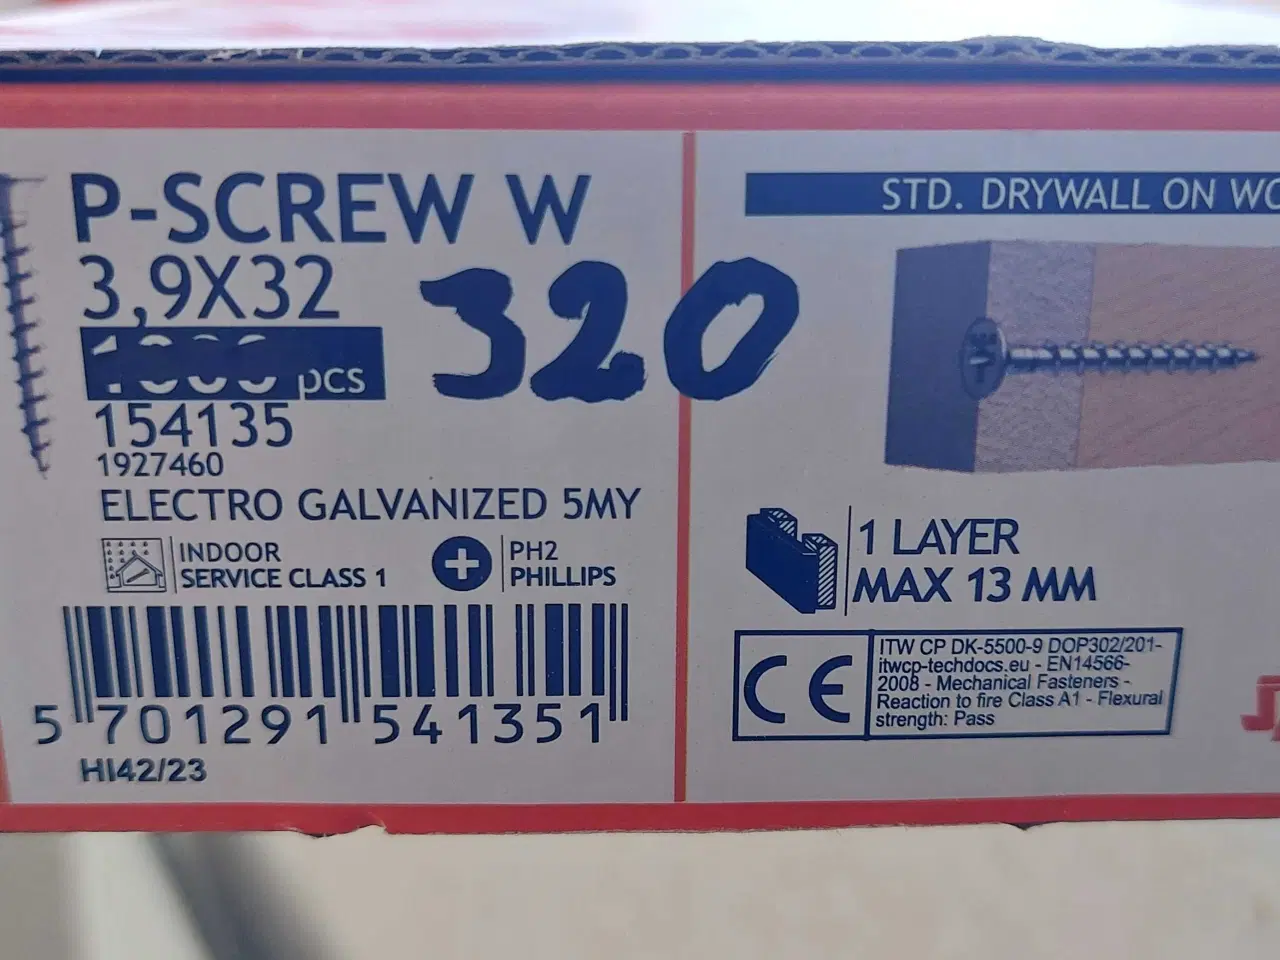 P-SCREW W
3,9X32
320
1000 pcs
154135
1927460
ELECTRO GALVANIZED 5MY
INDOOR
SERVICE CLASS 1
PH2
PHILLIPS
5 701291 541351
HI42/23
STD. DRYWALL ON
1 LAYER
MAX 13 MM
CE
ITW CP DK-5500-9 DOP302/201-
itwcp-techdocs.eu - EN14566-
2008 - Mechanical Fasteners -
Reaction to fire Class A1 - Flexural
strength: Pass